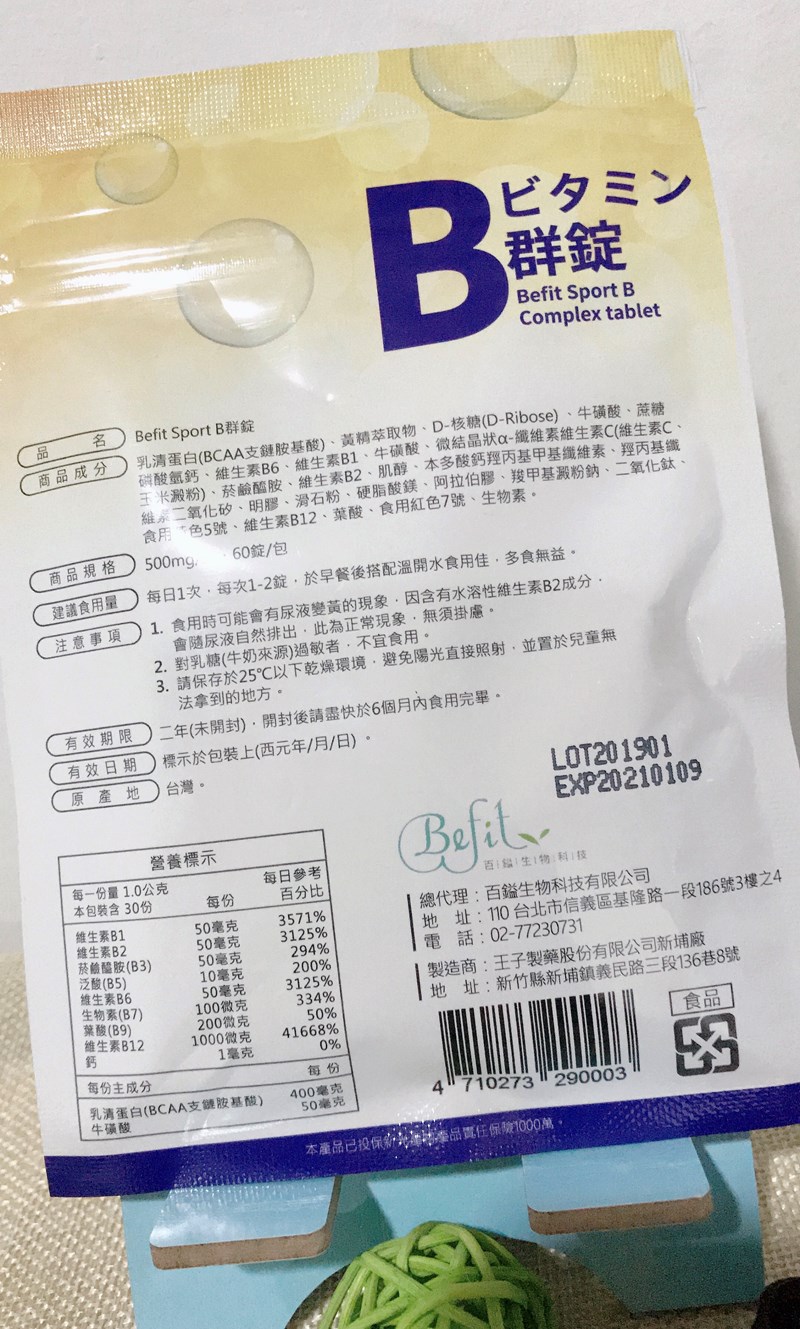 B ビタミン
群錠
Befit Sport B
Complex tablet
品 名 Befit Sport B群錠
商品成分 乳清蛋白(BCAA支鏈胺基酸)、黃精萃取物、D-核糖(D-Ribose)、牛磺酸、蔗糖
磷酸氫鈣、維生素B6、維生素B1、牛磺酸、微結晶狀α-纖維素維生素C(維生素C、
玉米澱粉)、菸鹼醯胺、維生素B2、肌醇、本多酸鈣羥丙基甲基纖維素、羥丙基纖
維素二氧化矽、明膠、滑石粉、硬脂酸鎂、阿拉伯膠、羧甲基澱粉鈉、二氧化鈦、
食用 色5號、維生素B12、葉酸、食用紅色7號、生物素。
商品規格 500mg 60錠/包
建議食用量 每日1次，每次1-2錠，於早餐後搭配溫開水食用佳，多食無益。
注意事項 1. 食用時可能會有尿液變黃的現象，因含有水溶性維生素B2成分，
會隨尿液自然排出，此為正常現象，無須掛慮。
2. 對乳糖(牛奶來源)過敏者，不宜食用。
3. 請保存於25℃以下乾燥環境，避免陽光直接照射，並置於兒童無
法拿到的地方。
有效期限 二年(未開封)，開封後請盡快於6個月內食用完畢。
有效日期 標示於包裝上(西元年/月/日)。
原產地 台灣。
LOT201901
EXP20210109
營養標示
每一份量 1.0公克
本包裝含 30份
每份 每日參考百分比
維生素B1 50毫克 3571%
維生素B2 50毫克 3125%
菸鹼醯胺(B3) 50毫克 294%
泛酸(B5) 10毫克 200%
維生素B6 50毫克 3125%
生物素(B7) 100微克 334%
葉酸(B9) 200微克 50%
維生素B12 1000微克 41668%
鈣 1毫克 0%
每份主成分 每 份
乳清蛋白(BCAA支鏈胺基酸) 400毫克
牛磺酸 50毫克
Befit
百鎰生物科技
總代理：百鎰生物科技有限公司
地 址：110 台北市信義區基隆路一段186號3樓之4
電 話：02-77230731
製造商：王子製藥股份有限公司新埔廠
地 址：新竹縣新埔鎮義民路三段136巷8號
食品
4 710273 290003
本產品已投保新 產品責任保險1000萬。